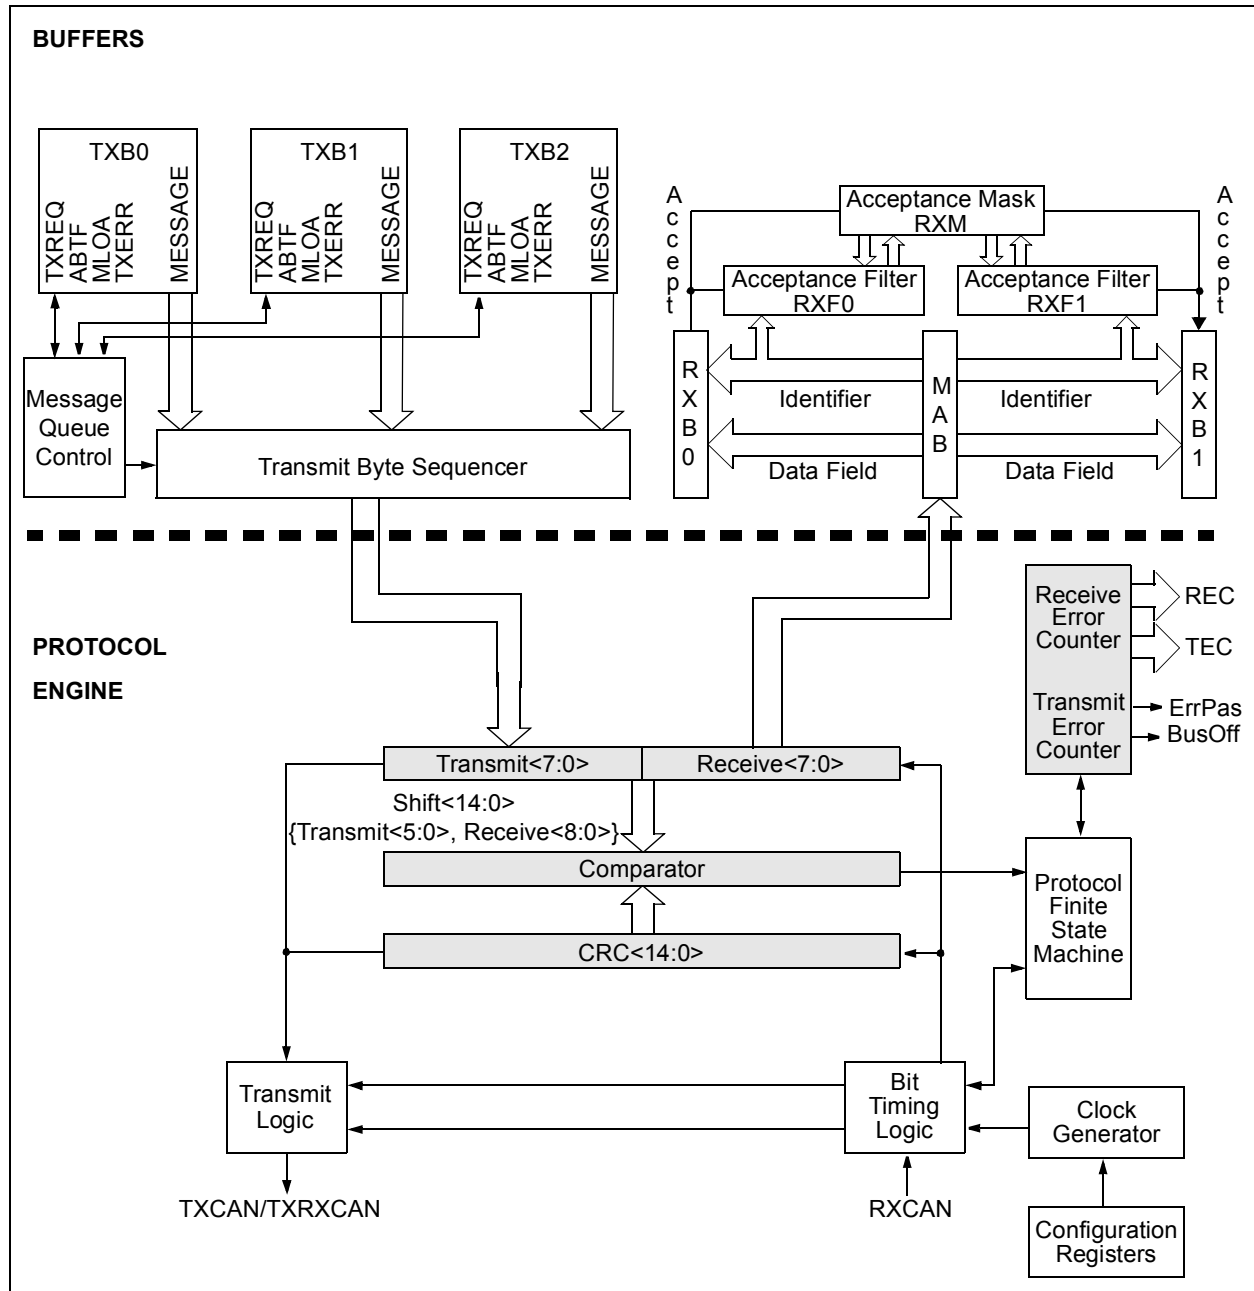 BUFFERS
TXB0
TXREQ
ABTF
MLOA
TXERR
MESSAGE
TXB1
TXREQ
ABTF
MLOA
TXERR
MESSAGE
TXB2
TXREQ
ABTF
MLOA
TXERR
MESSAGE
Message
Queue
Control
Transmit Byte Sequencer
Accept
Acceptance Mask
RXM
Accept
Acceptance Filter
RXF0
Acceptance Filter
RXF1
RXB0
MAB
RXB1
Identifier
Identifier
Data Field
Data Field
PROTOCOL
ENGINE
Receive
Error
Counter
Transmit
Error
Counter
REC
TEC
ErrPas
BusOff
Transmit<7:0>
Receive<7:0>
Shift<14:0>
{Transmit<5:0>, Receive<8:0>}
Comparator
CRC<14:0>
Protocol
Finite
State
Machine
Transmit
Logic
Bit
Timing
Logic
Clock
Generator
TXCAN/TXRXCAN
RXCAN
Configuration
Registers